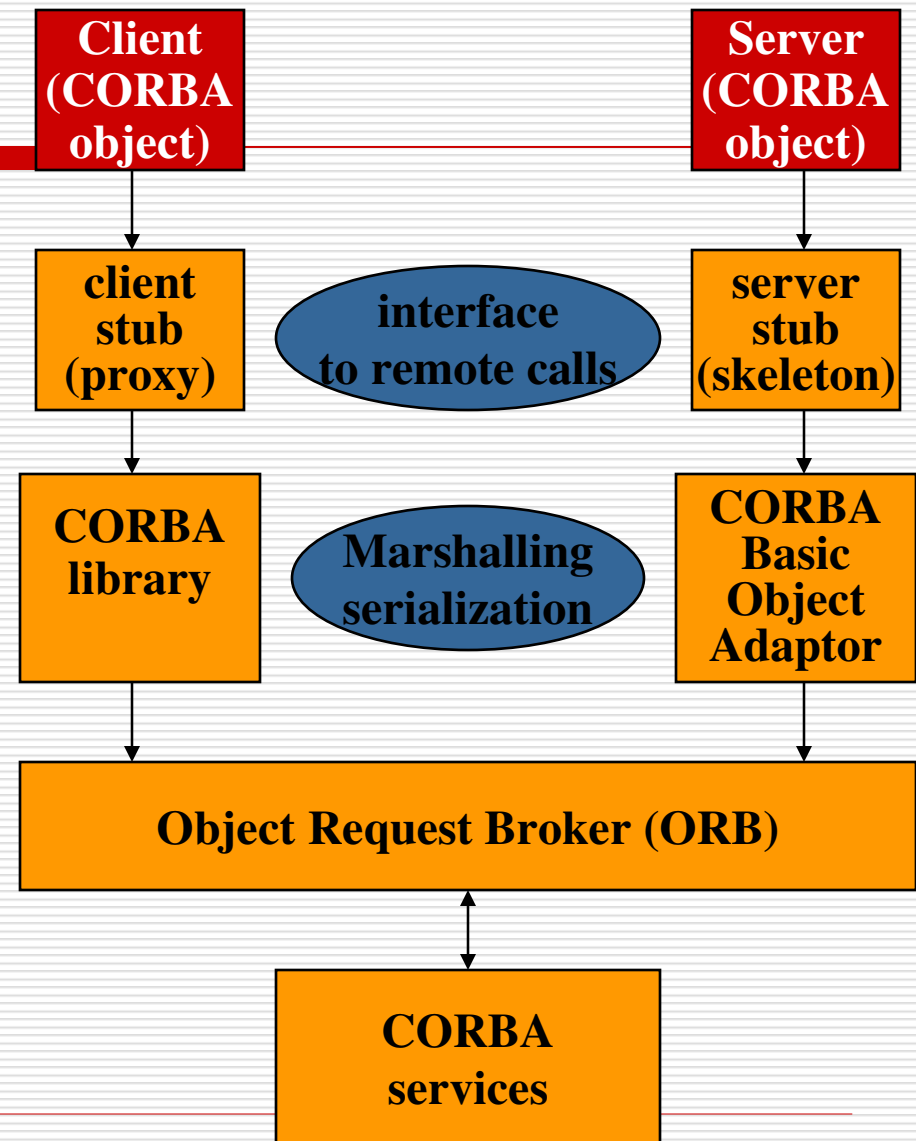 Client
(CORBA
object)
Server
(CORBA
object)
client
stub
(proxy)
interface
to remote calls
server
stub
(skeleton)
CORBA
library
Marshalling
serialization
CORBA
Basic
Object
Adaptor
Object Request Broker (ORB)
CORBA
services